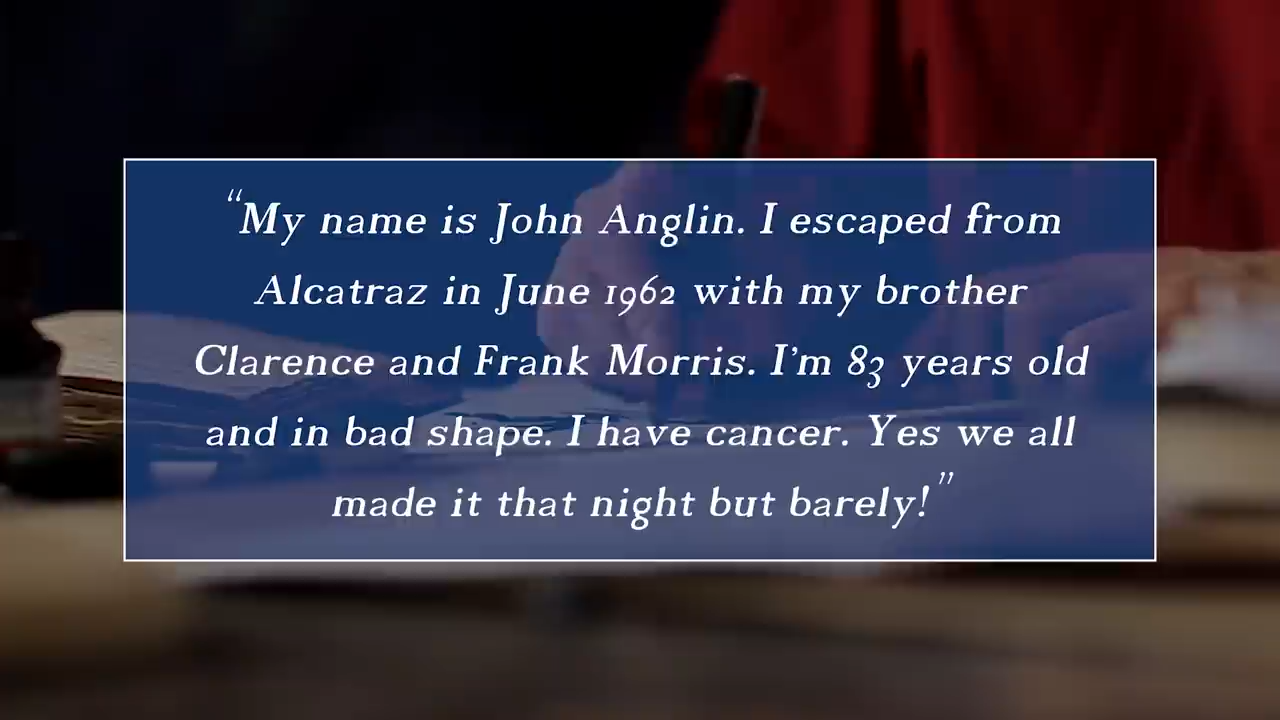 “My name is John Anglin. I escaped from
Alcatraz in June 1962 with my brother
Clarence and Frank Morris. I’m 83 years old
and in bad shape. I have cancer. Yes we all
made it that night but barely!”